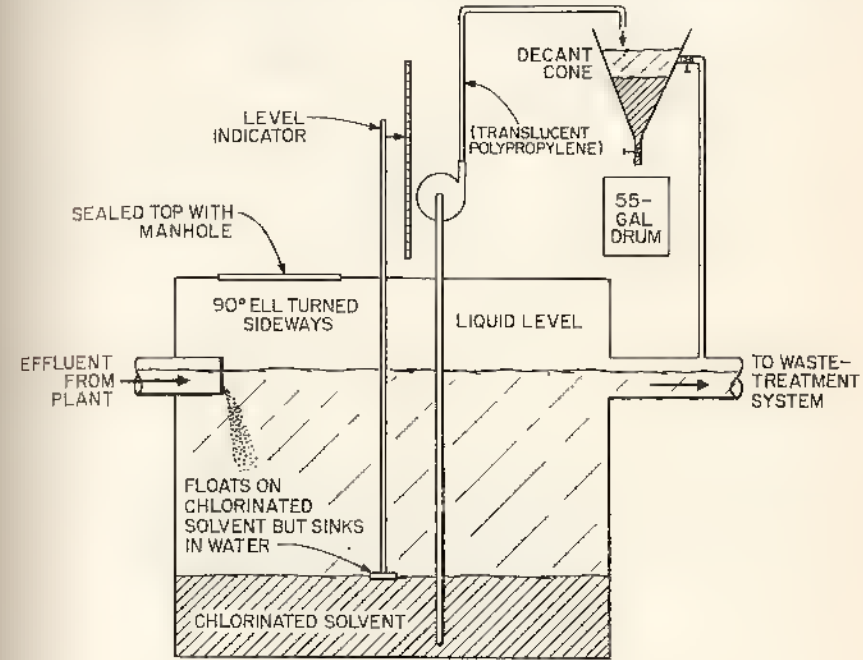 DECANT
CONE
LEVEL
INDICATOR
(TRANSLUCENT
POLYPROPYLENE)
55-
GAL
DRUM
SEALED TOP WITH
MANHOLE
90° ELL TURNED
SIDEWAYS
LIQUID LEVEL
EFFLUENT
FROM
PLANT
TO WASTE-
TREATMENT
SYSTEM
FLOATS ON
CHLORINATED
SOLVENT BUT SINKS
IN WATER
CHLORINATED SOLVENT